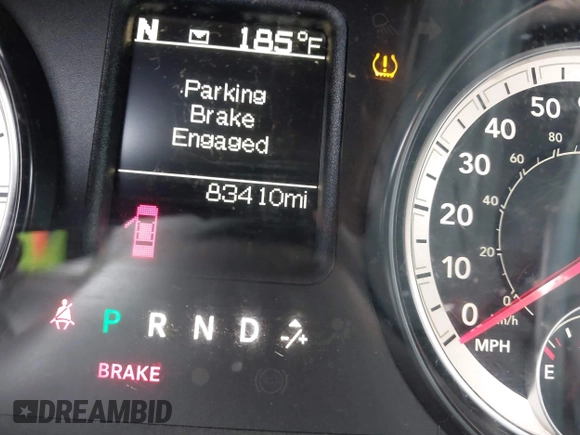 N 185°F
Parking
Brake
Engaged
83410mi
P R N D -/+
BRAKE
50
40
30
20
10
0
MPH
80
60
40
20
0
km/h
E
DREAMBID